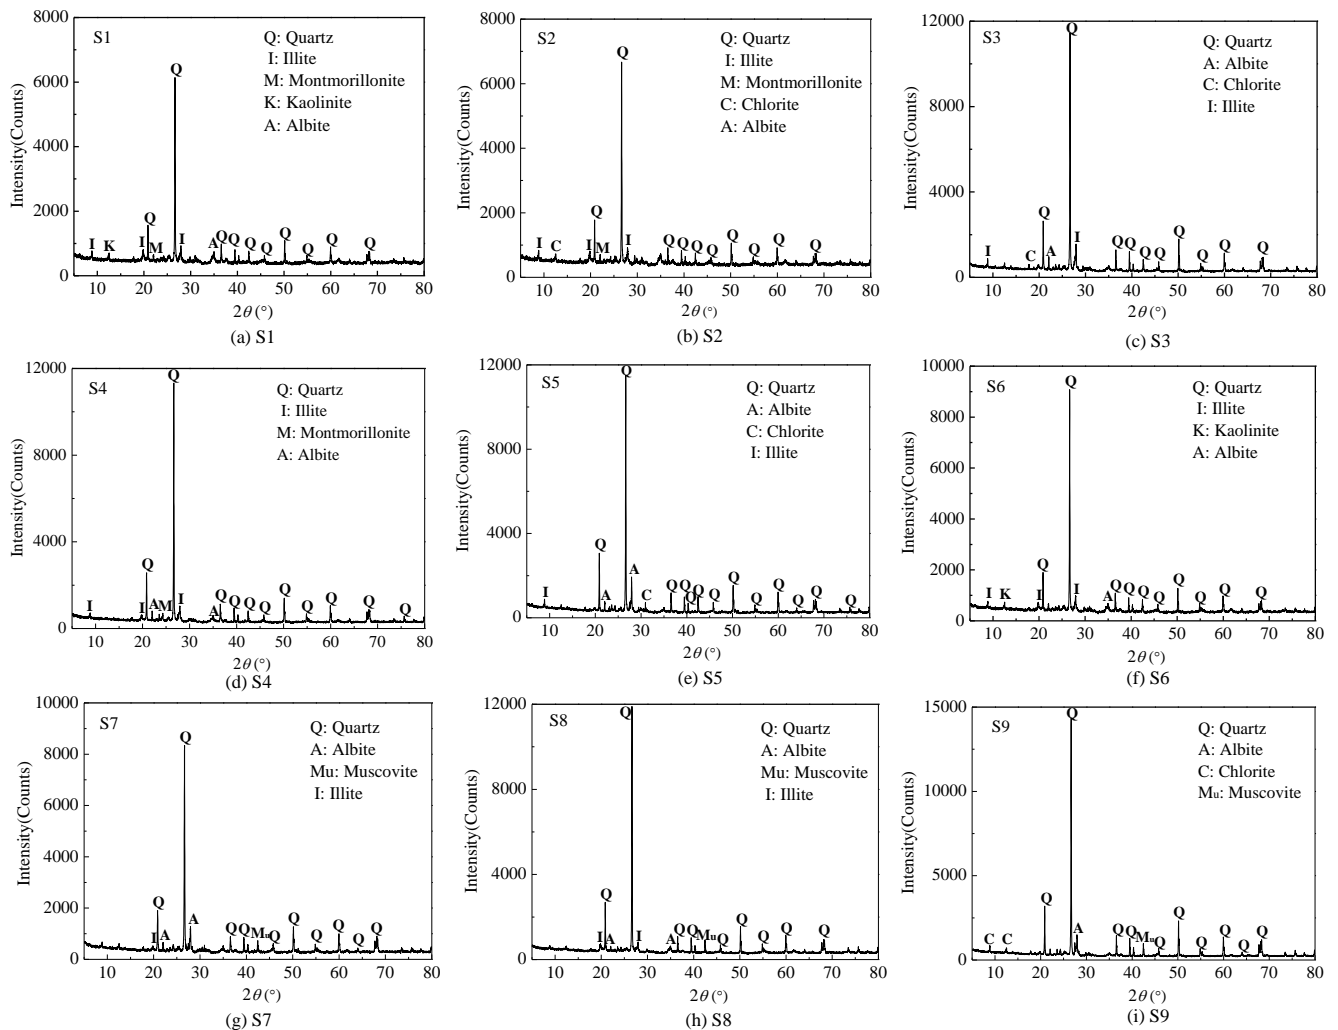 S1
Q: Quartz
I: Illite
M: Montmorillonite
K: Kaolinite
A: Albite
Intensity(Counts)
8000
6000
4000
2000
0
Q
I K I Q M Q I A Q Q Q Q Q Q Q Q
10 20 30 40 50 60 70 80
2θ (°)
(a) S1
S2
Q: Quartz
I: Illite
M: Montmorillonite
C: Chlorite
A: Albite
Intensity(Counts)
8000
6000
4000
2000
0
Q
I C I Q M I Q Q Q Q Q Q Q Q
10 20 30 40 50 60 70 80
2θ (°)
(b) S2
S3
Q: Quartz
A: Albite
C: Chlorite
I: Illite
Intensity(Counts)
12000
8000
4000
0
Q
I C Q A I Q Q Q Q Q Q Q Q
10 20 30 40 50 60 70 80
2θ (°)
(c) S3
S4
Q: Quartz
I: Illite
M: Montmorillonite
A: Albite
Intensity(Counts)
12000
8000
4000
0
Q
I I Q A M I A Q Q Q Q Q Q Q Q Q
10 20 30 40 50 60 70 80
2θ (°)
(d) S4
S5
Q: Quartz
A: Albite
C: Chlorite
I: Illite
Intensity(Counts)
12000
8000
4000
0
Q
I Q A A C Q Q Q Q Q Q Q Q Q Q Q
10 20 30 40 50 60 70 80
2θ (°)
(e) S5
S6
Q: Quartz
I: Illite
K: Kaolinite
A: Albite
Intensity(Counts)
10000
8000
6000
4000
2000
0
Q
I K I Q I A Q Q Q Q Q Q Q Q
10 20 30 40 50 60 70 80
2θ (°)
(f) S6
S7
Q: Quartz
A: Albite
Mu: Muscovite
I: Illite
Intensity(Counts)
10000
8000
6000
4000
2000
0
Q
I Q A A Q Q Mu Q Q Q Q Q Q
10 20 30 40 50 60 70 80
2θ (°)
(g) S7
S8
Q: Quartz
A: Albite
Mu: Muscovite
I: Illite
Intensity(Counts)
12000
8000
4000
0
Q
I Q A I A Q Q Mu Q Q Q Q Q
10 20 30 40 50 60 70 80
2θ (°)
(h) S8
S9
Q: Quartz
A: Albite
C: Chlorite
Mu: Muscovite
Intensity(Counts)
15000
10000
5000
0
Q
C C Q A Q Q Mu Q Q Q Q Q Q
10 20 30 40 50 60 70 80
2θ (°)
(i) S9